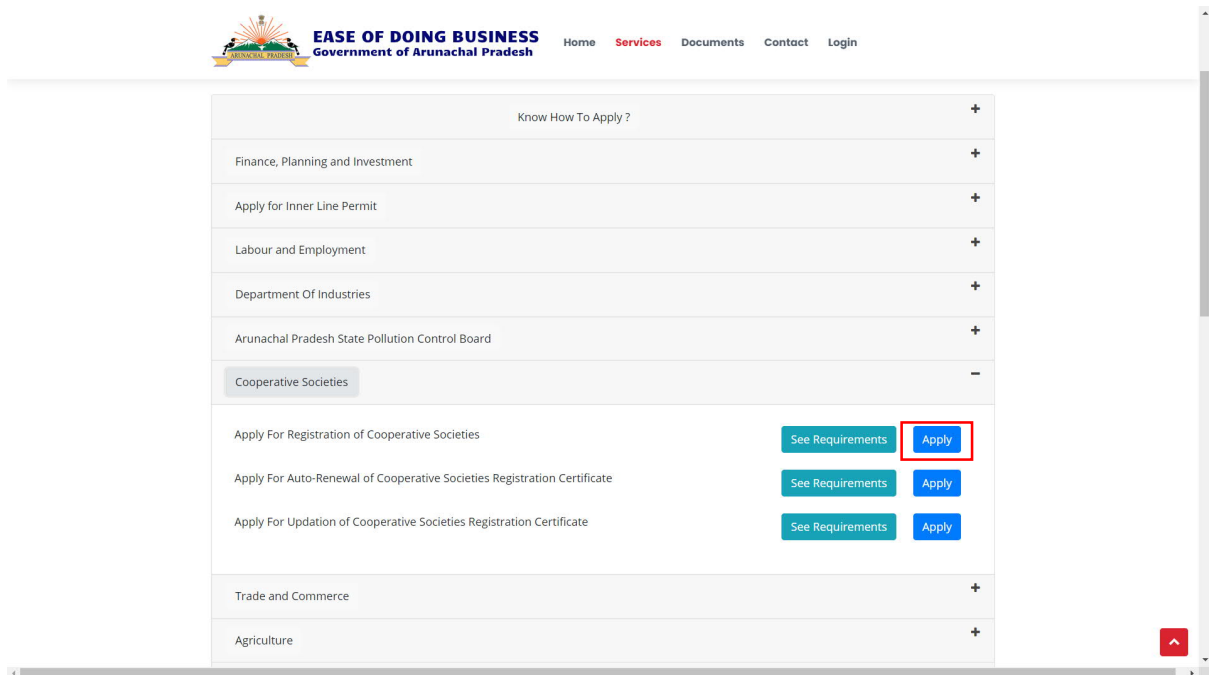 EASE OF DOING BUSINESS
Government of Arunachal Pradesh
ARUNACHAL PRADESH
Home Services Documents Contact Login
Know How To Apply ?
Finance, Planning and Investment
Apply for Inner Line Permit
Labour and Employment
Department Of Industries
Arunachal Pradesh State Pollution Control Board
Cooperative Societies
Apply For Registration of Cooperative Societies See Requirements Apply
Apply For Auto-Renewal of Cooperative Societies Registration Certificate See Requirements Apply
Apply For Updation of Cooperative Societies Registration Certificate See Requirements Apply
Trade and Commerce
Agriculture